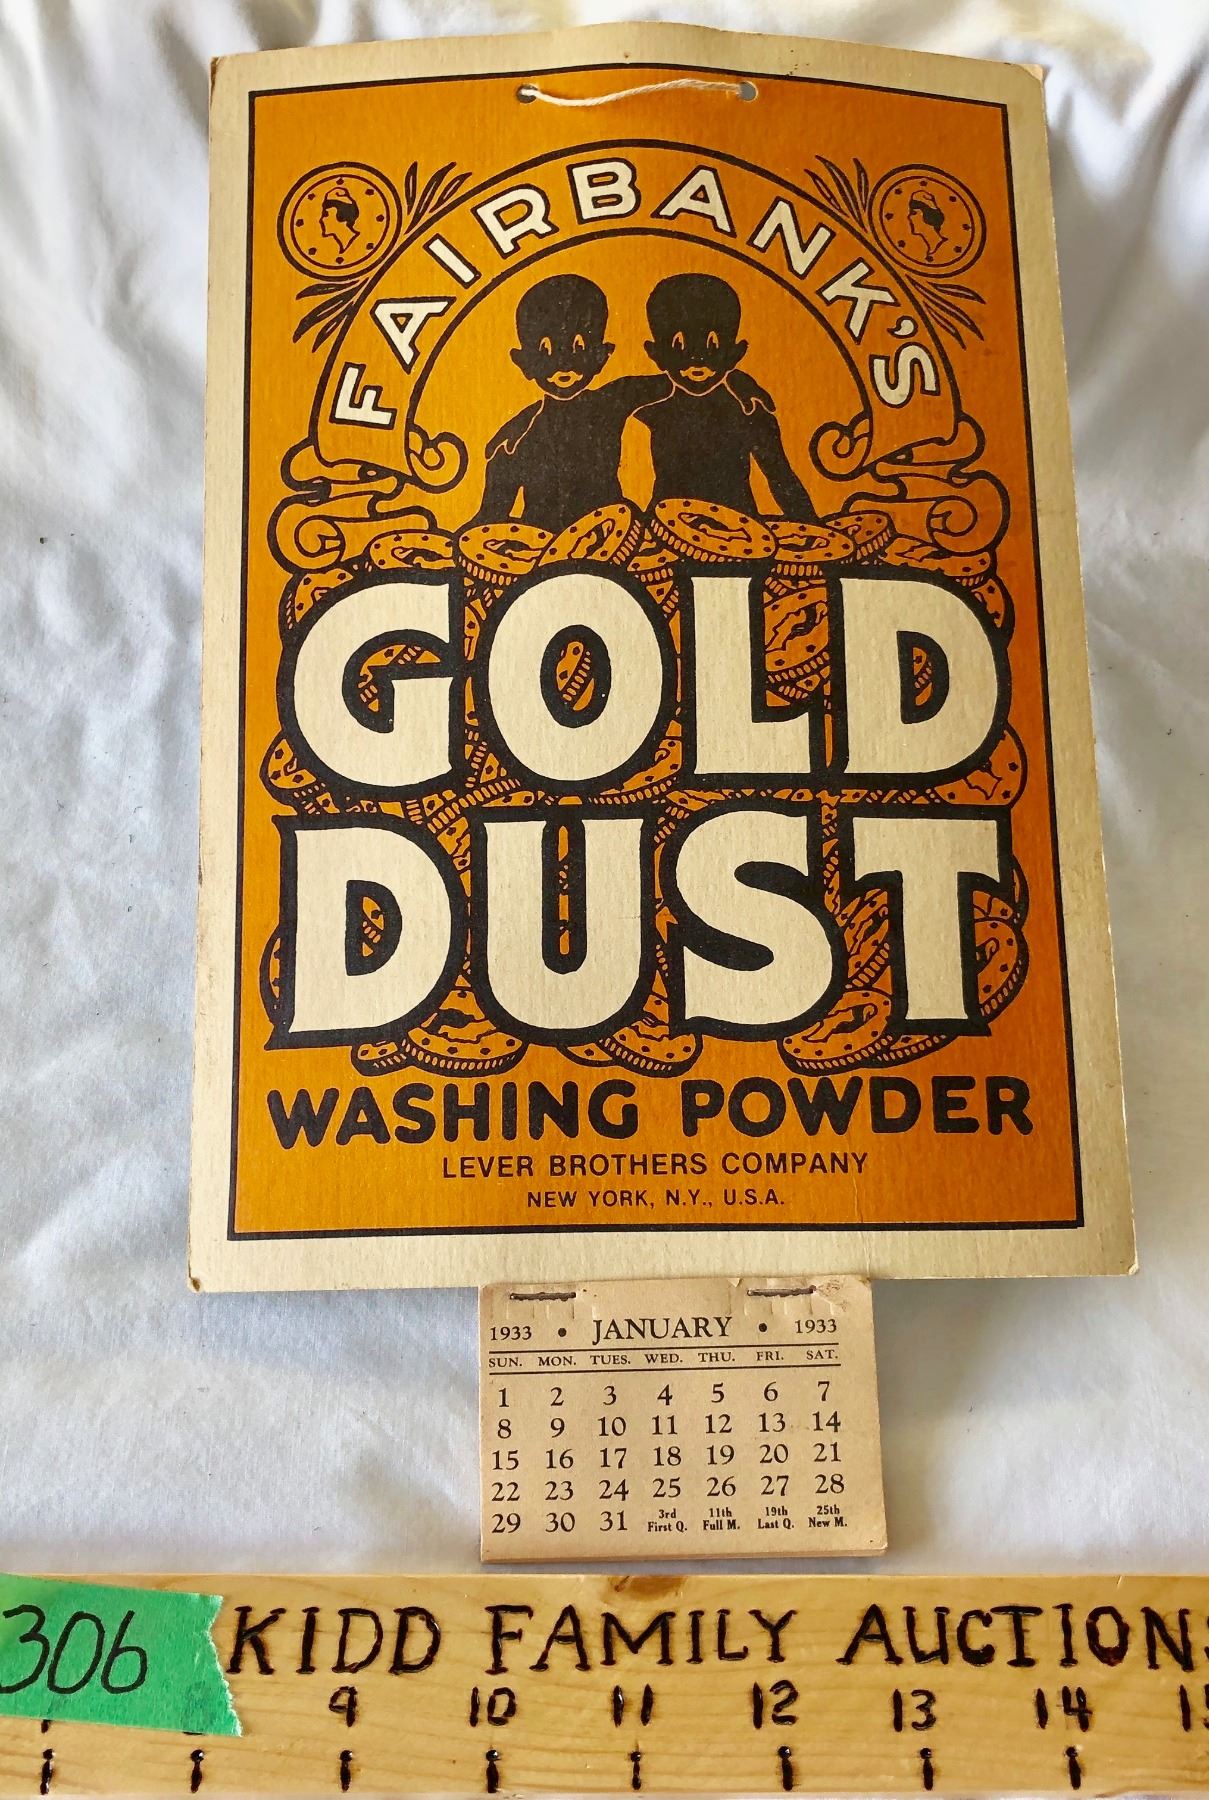 FAIRBANK'S
GOLD
DUST
WASHING POWDER
LEVER BROTHERS COMPANY
NEW YORK, N.Y., U.S.A.
1933 • JANUARY • 1933
SUN. MON. TUES. WED. THU. FRI. SAT.
1 2 3 4 5 6 7
8 9 10 11 12 13 14
15 16 17 18 19 20 21
22 23 24 25 26 27 28
29 30 31 3rd First Q. 11th Full M. 19th Last Q. 25th New M.
306 KIDD FAMILY AUCTIONS
9 10 11 12 13 14 15